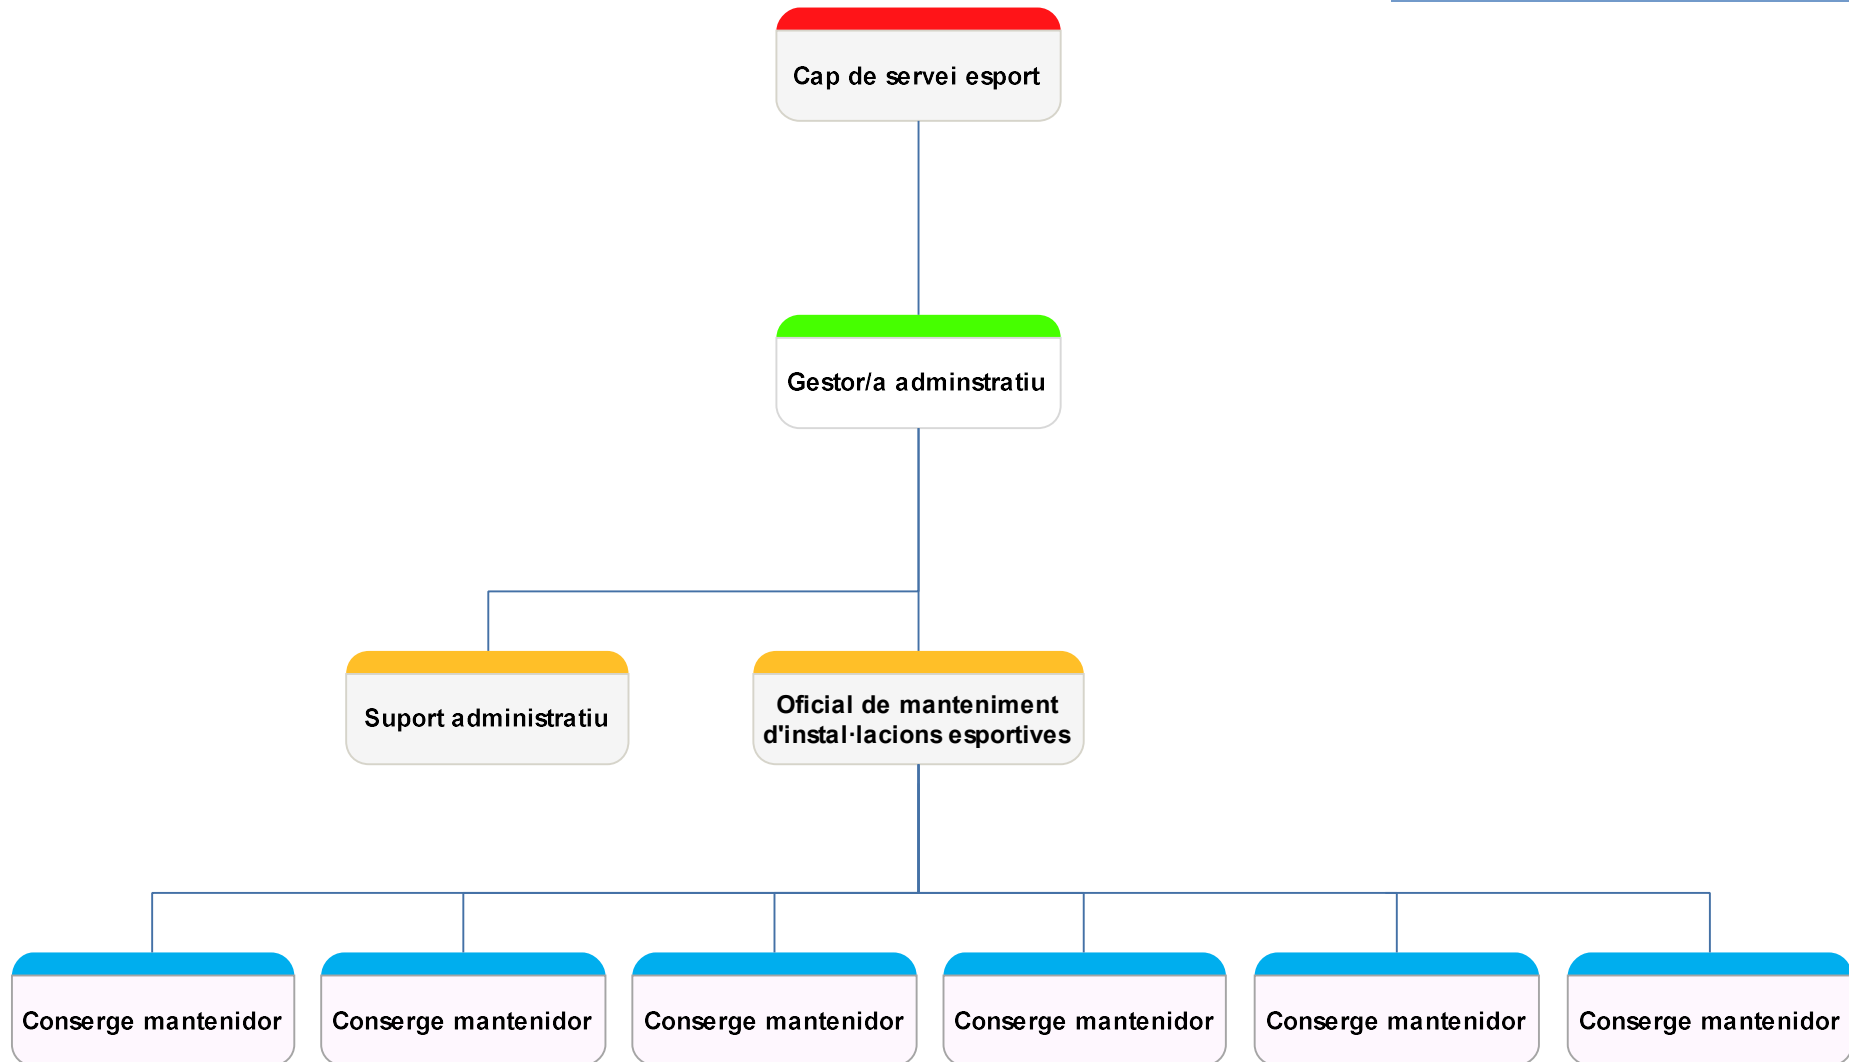 Cap de servei esport
Gestor/a adminstratiu
Suport administratiu
Oficial de manteniment
d'instal·lacions esportives
Conserge mantenidor
Conserge mantenidor
Conserge mantenidor
Conserge mantenidor
Conserge mantenidor
Conserge mantenidor